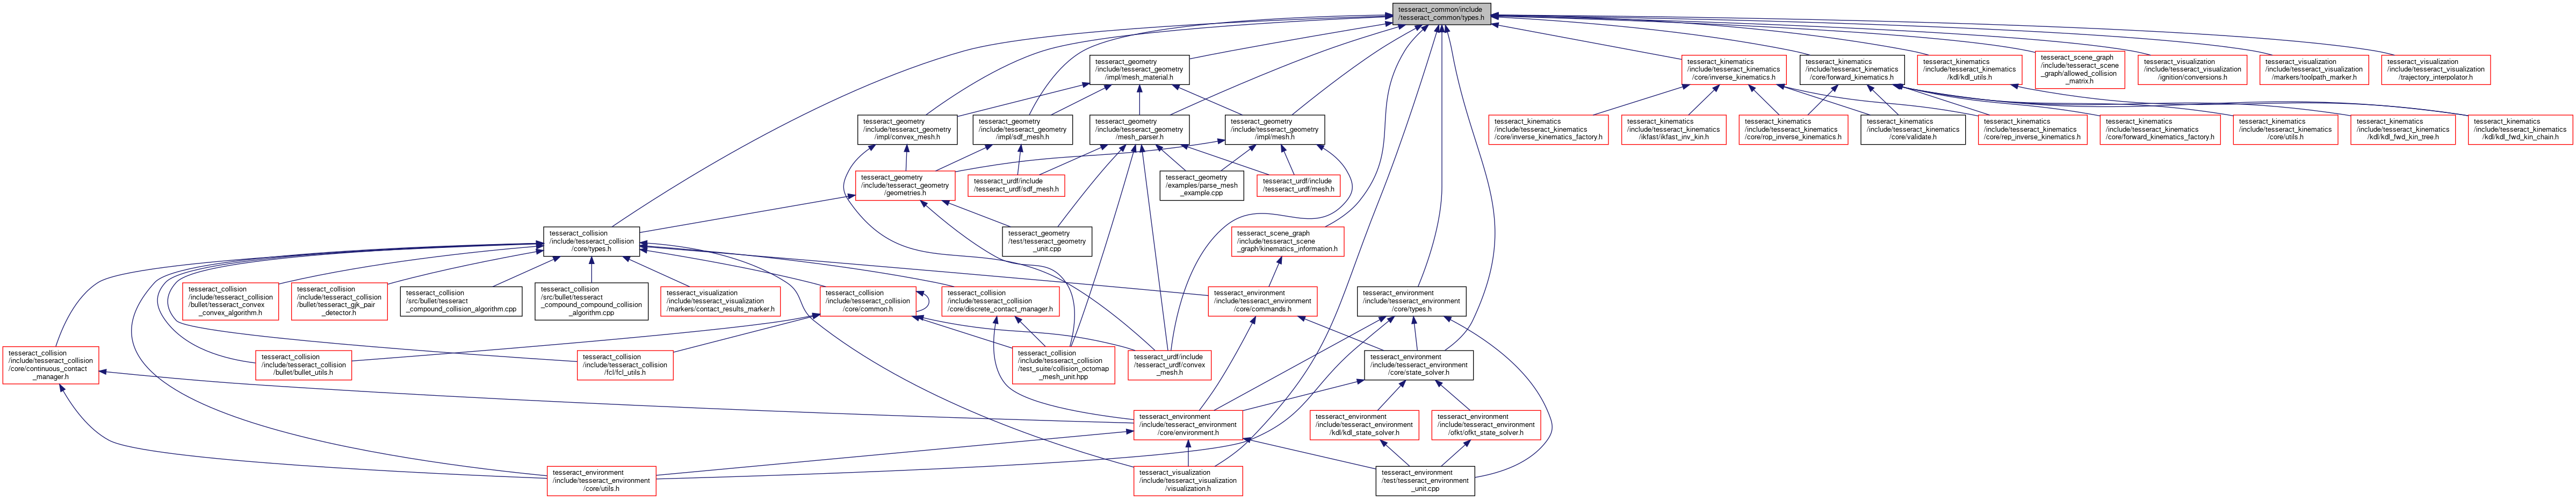 tesseract_common/include
/tesseract_common/types.h
tesseract_geometry
/include/tesseract_geometry
/impl/mesh_material.h
tesseract_kinematics
/include/tesseract_kinematics
/core/inverse_kinematics.h
tesseract_kinematics
/include/tesseract_kinematics
/core/forward_kinematics.h
tesseract_kinematics
/include/tesseract_kinematics
/kdl/kdl_utils.h
tesseract_scene_graph
/include/tesseract_scene
_graph/allowed_collision
_matrix.h
tesseract_visualization
/include/tesseract_visualization
/ignition/conversions.h
tesseract_visualization
/include/tesseract_visualization
/markers/toolpath_marker.h
tesseract_visualization
/include/tesseract_visualization
/trajectory_interpolator.h
tesseract_geometry
/include/tesseract_geometry
/impl/convex_mesh.h
tesseract_geometry
/include/tesseract_geometry
/impl/sdf_mesh.h
tesseract_geometry
/include/tesseract_geometry
/mesh_parser.h
tesseract_geometry
/include/tesseract_geometry
/impl/mesh.h
tesseract_kinematics
/include/tesseract_kinematics
/core/inverse_kinematics_factory.h
tesseract_kinematics
/include/tesseract_kinematics
/ikfast/ikfast_inv_kin.h
tesseract_kinematics
/include/tesseract_kinematics
/core/rop_inverse_kinematics.h
tesseract_kinematics
/include/tesseract_kinematics
/core/validate.h
tesseract_kinematics
/include/tesseract_kinematics
/core/rep_inverse_kinematics.h
tesseract_kinematics
/include/tesseract_kinematics
/core/forward_kinematics_factory.h
tesseract_kinematics
/include/tesseract_kinematics
/core/utils.h
tesseract_kinematics
/include/tesseract_kinematics
/kdl/kdl_fwd_kin_tree.h
tesseract_kinematics
/include/tesseract_kinematics
/kdl/kdl_fwd_kin_chain.h
tesseract_geometry
/include/tesseract_geometry
/geometries.h
tesseract_urdf/include
/tesseract_urdf/sdf_mesh.h
tesseract_geometry
/examples/parse_mesh
_example.cpp
tesseract_urdf/include
/tesseract_urdf/mesh.h
tesseract_collision
/include/tesseract_collision
/core/types.h
tesseract_geometry
/test/tesseract_geometry
_unit.cpp
tesseract_scene_graph
/include/tesseract_scene
_graph/kinematics_information.h
tesseract_collision
/include/tesseract_collision
/bullet/tesseract_convex
_convex_algorithm.h
tesseract_collision
/include/tesseract_collision
/bullet/tesseract_gjk_pair
_detector.h
tesseract_collision
/src/bullet/tesseract
_compound_collision_algorithm.cpp
tesseract_collision
/src/bullet/tesseract
_compound_compound_collision
_algorithm.cpp
tesseract_visualization
/include/tesseract_visualization
/markers/contact_results_marker.h
tesseract_collision
/include/tesseract_collision
/core/common.h
tesseract_collision
/include/tesseract_collision
/core/discrete_contact_manager.h
tesseract_environment
/include/tesseract_environment
/core/commands.h
tesseract_environment
/include/tesseract_environment
/core/types.h
tesseract_collision
/include/tesseract_collision
/core/continuous_contact
_manager.h
tesseract_collision
/include/tesseract_collision
/bullet/bullet_utils.h
tesseract_collision
/include/tesseract_collision
/fcl/fcl_utils.h
tesseract_collision
/include/tesseract_collision
/test_suite/collision_octomap
_mesh_unit.hpp
tesseract_urdf/include
/tesseract_urdf/convex
_mesh.h
tesseract_environment
/include/tesseract_environment
/core/state_solver.h
tesseract_environment
/include/tesseract_environment
/core/environment.h
tesseract_environment
/include/tesseract_environment
/kdl/kdl_state_solver.h
tesseract_environment
/include/tesseract_environment
/ofkt/ofkt_state_solver.h
tesseract_environment
/include/tesseract_environment
/core/utils.h
tesseract_visualization
/include/tesseract_visualization
/visualization.h
tesseract_environment
/test/tesseract_environment
_unit.cpp